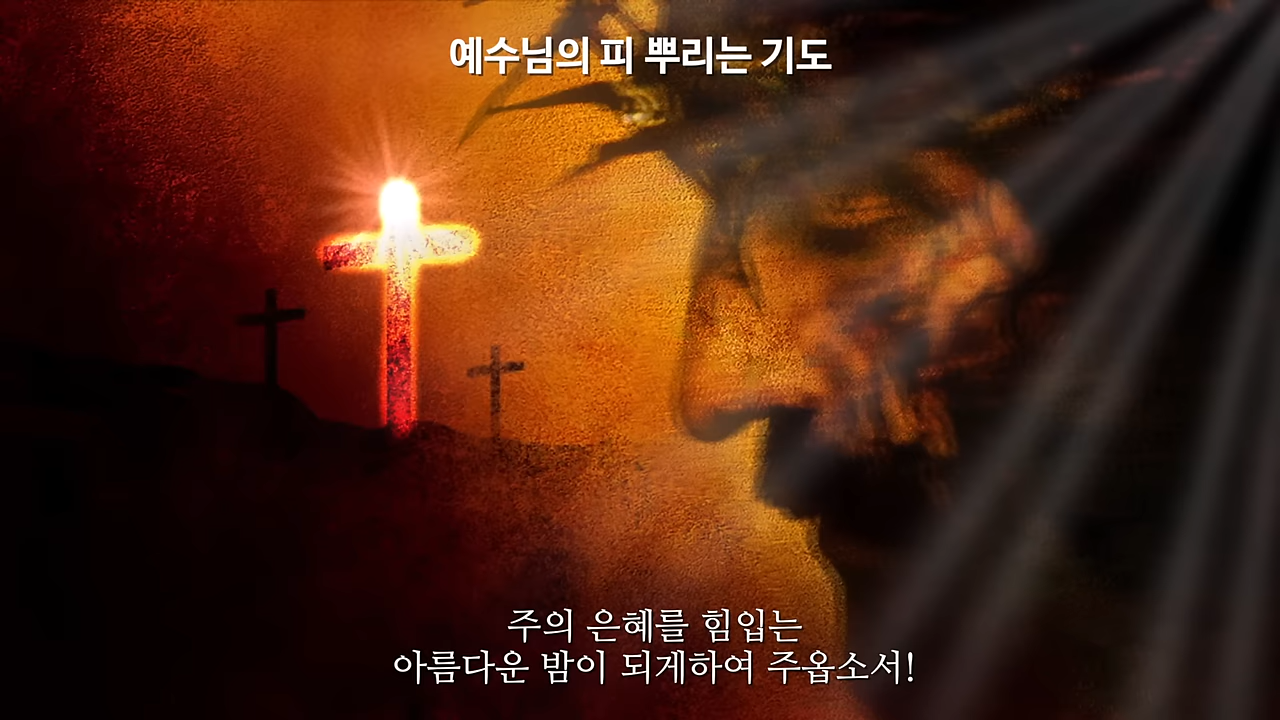 예수님의 피 뿌리는 기도
주의 은혜를 힘입는
아름다운 밤이 되게하여 주옵소서!